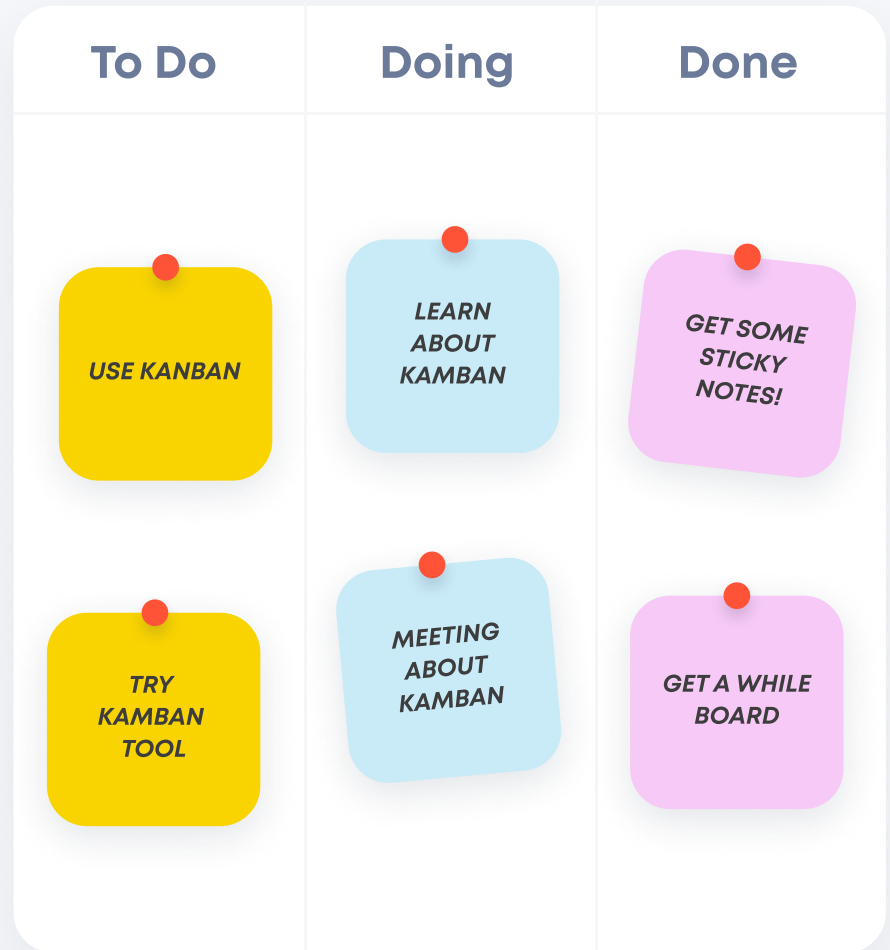 To Do
Doing
Done
USE KANBAN
TRY
KAMBAN
TOOL
LEARN
ABOUT
KAMBAN
MEETING
ABOUT
KAMBAN
GET SOME
STICKY
NOTES!
GET A WHILE
BOARD